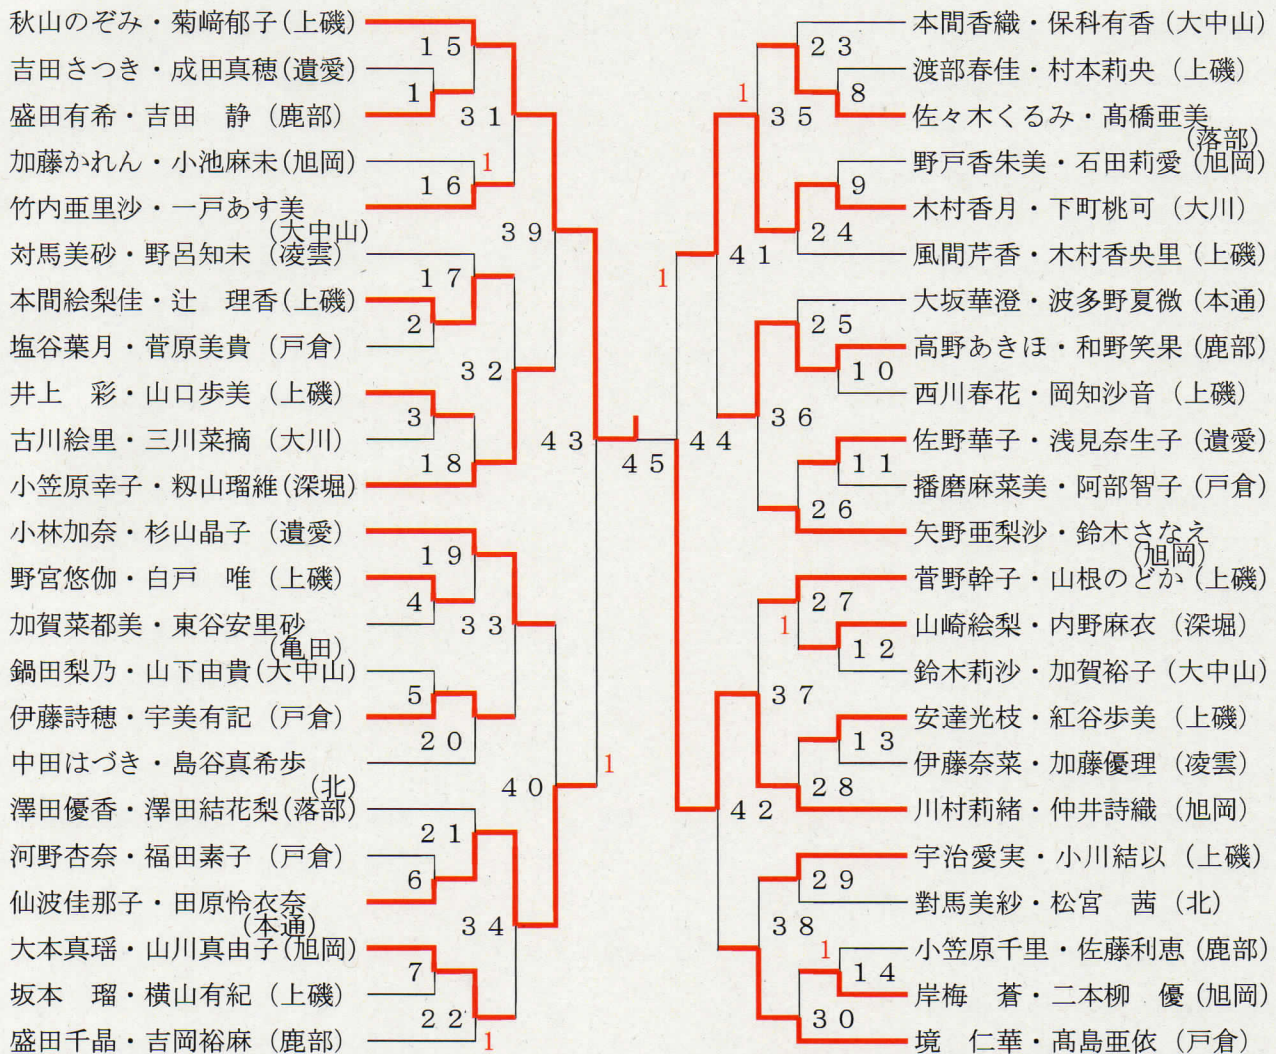 秋山のぞみ・菊﨑郁子(上磯)
吉田さつき・成田真穂(遺愛)
盛田有希・吉田　静（鹿部）
加藤かれん・小池麻未(旭岡)
竹内亜里沙・一戸あす美
(大中山)
対馬美砂・野呂知未（凌雲）
本間絵梨佳・辻　理香(上磯)
塩谷葉月・菅原美貴（戸倉）
井上　彩・山口歩美（上磯）
古川絵里・三川菜摘（大川）
小笠原幸子・籾山瑠維(深堀)
小林加奈・杉山晶子（遺愛）
野宮悠伽・白戸　唯（上磯）
加賀菜都美・東谷安里砂
(亀田)
鍋田梨乃・山下由貴(大中山)
伊藤詩穂・宇美有記（戸倉）
中田はづき・島谷真希歩
(北)
澤田優香・澤田結花梨(落部)
河野杏奈・福田素子（戸倉）
仙波佳那子・田原怜衣奈
(本通)
大本真瑶・山川真由子(旭岡)
坂本　瑠・横山有紀（上磯）
盛田千晶・吉岡裕麻（鹿部）
15
1
31
1
16
39
17
2
32
3
18
43
19
4
33
5
20
40
1
21
6
34
7
22
1
45
1
1
35
23
8
9
24
41
25
10
36
44
11
26
27
1
12
37
13
28
42
29
38
1
14
30
本間香織・保科有香（大中山）
渡部春佳・村本莉央（上磯）
佐々木くるみ・髙橋亜美
(落部)
野戸香朱美・石田莉愛（旭岡）
木村香月・下町桃可（大川）
風間芹香・木村香央里（上磯）
大坂華澄・波多野夏微（本通）
高野あきほ・和野笑果（鹿部）
西川春花・岡知沙音（上磯）
佐野華子・浅見奈生子（遺愛）
播磨麻菜美・阿部智子（戸倉）
矢野亜梨沙・鈴木さなえ
(旭岡)
菅野幹子・山根のどか（上磯）
山崎絵梨・内野麻衣（深堀）
鈴木莉沙・加賀裕子（大中山）
安達光枝・紅谷歩美（上磯）
伊藤奈菜・加藤優理（凌雲）
川村莉緒・仲井詩織（旭岡）
宇治愛実・小川結以（上磯）
對馬美紗・松宮　茜（北）
小笠原千里・佐藤利恵（鹿部）
岸梅　蒼・二本柳　優（旭岡）
境　仁華・髙島亜依（戸倉）